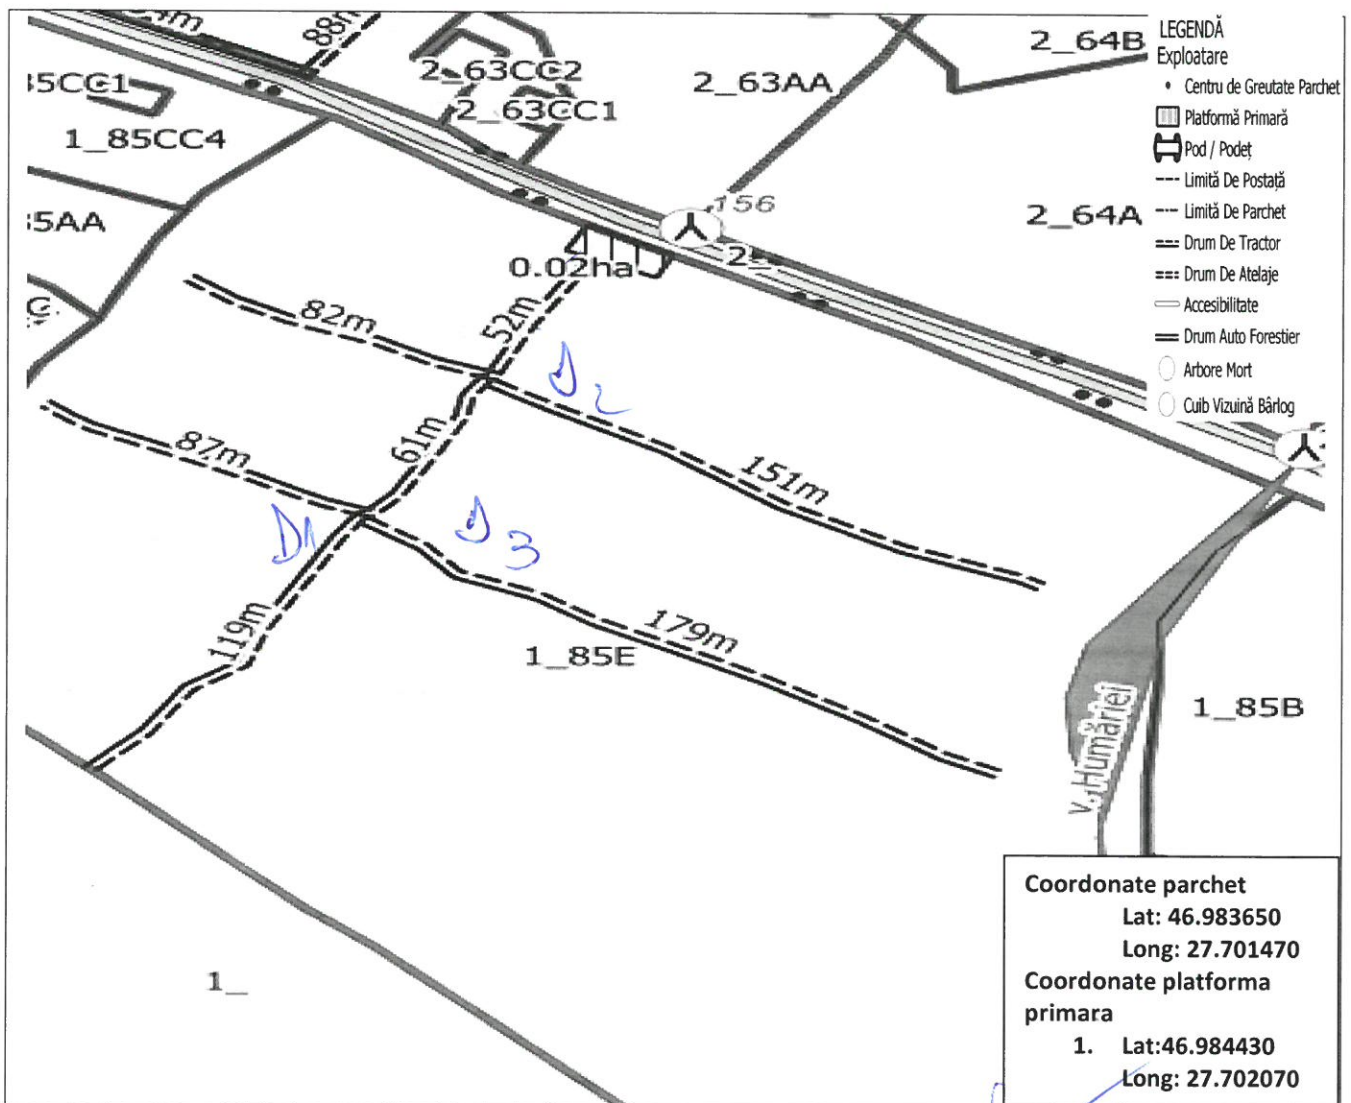 88m
2_63CC2
2_63CC1
2_63AA
2_64B
1_85CC4
156
2_64A
0.02ha
82m
52m
D2
61m
87m
151m
D1
D3
119m
179m
1_85E
1_85B
v. Humăriei
1_
LEGENDĂ
Exploatare
Centru de Greutate Parchet
Platformă Primară
Pod / Podeț
Limită De Postață
Limită De Parchet
Drum De Tractor
Drum De Atelaje
Accesibilitate
Drum Auto Forestier
Arbore Mort
Cuib Vizuină Bârlog
Coordonate parchet
Lat: 46.983650
Long: 27.701470
Coordonate platforma
primara
1. Lat:46.984430
Long: 27.702070